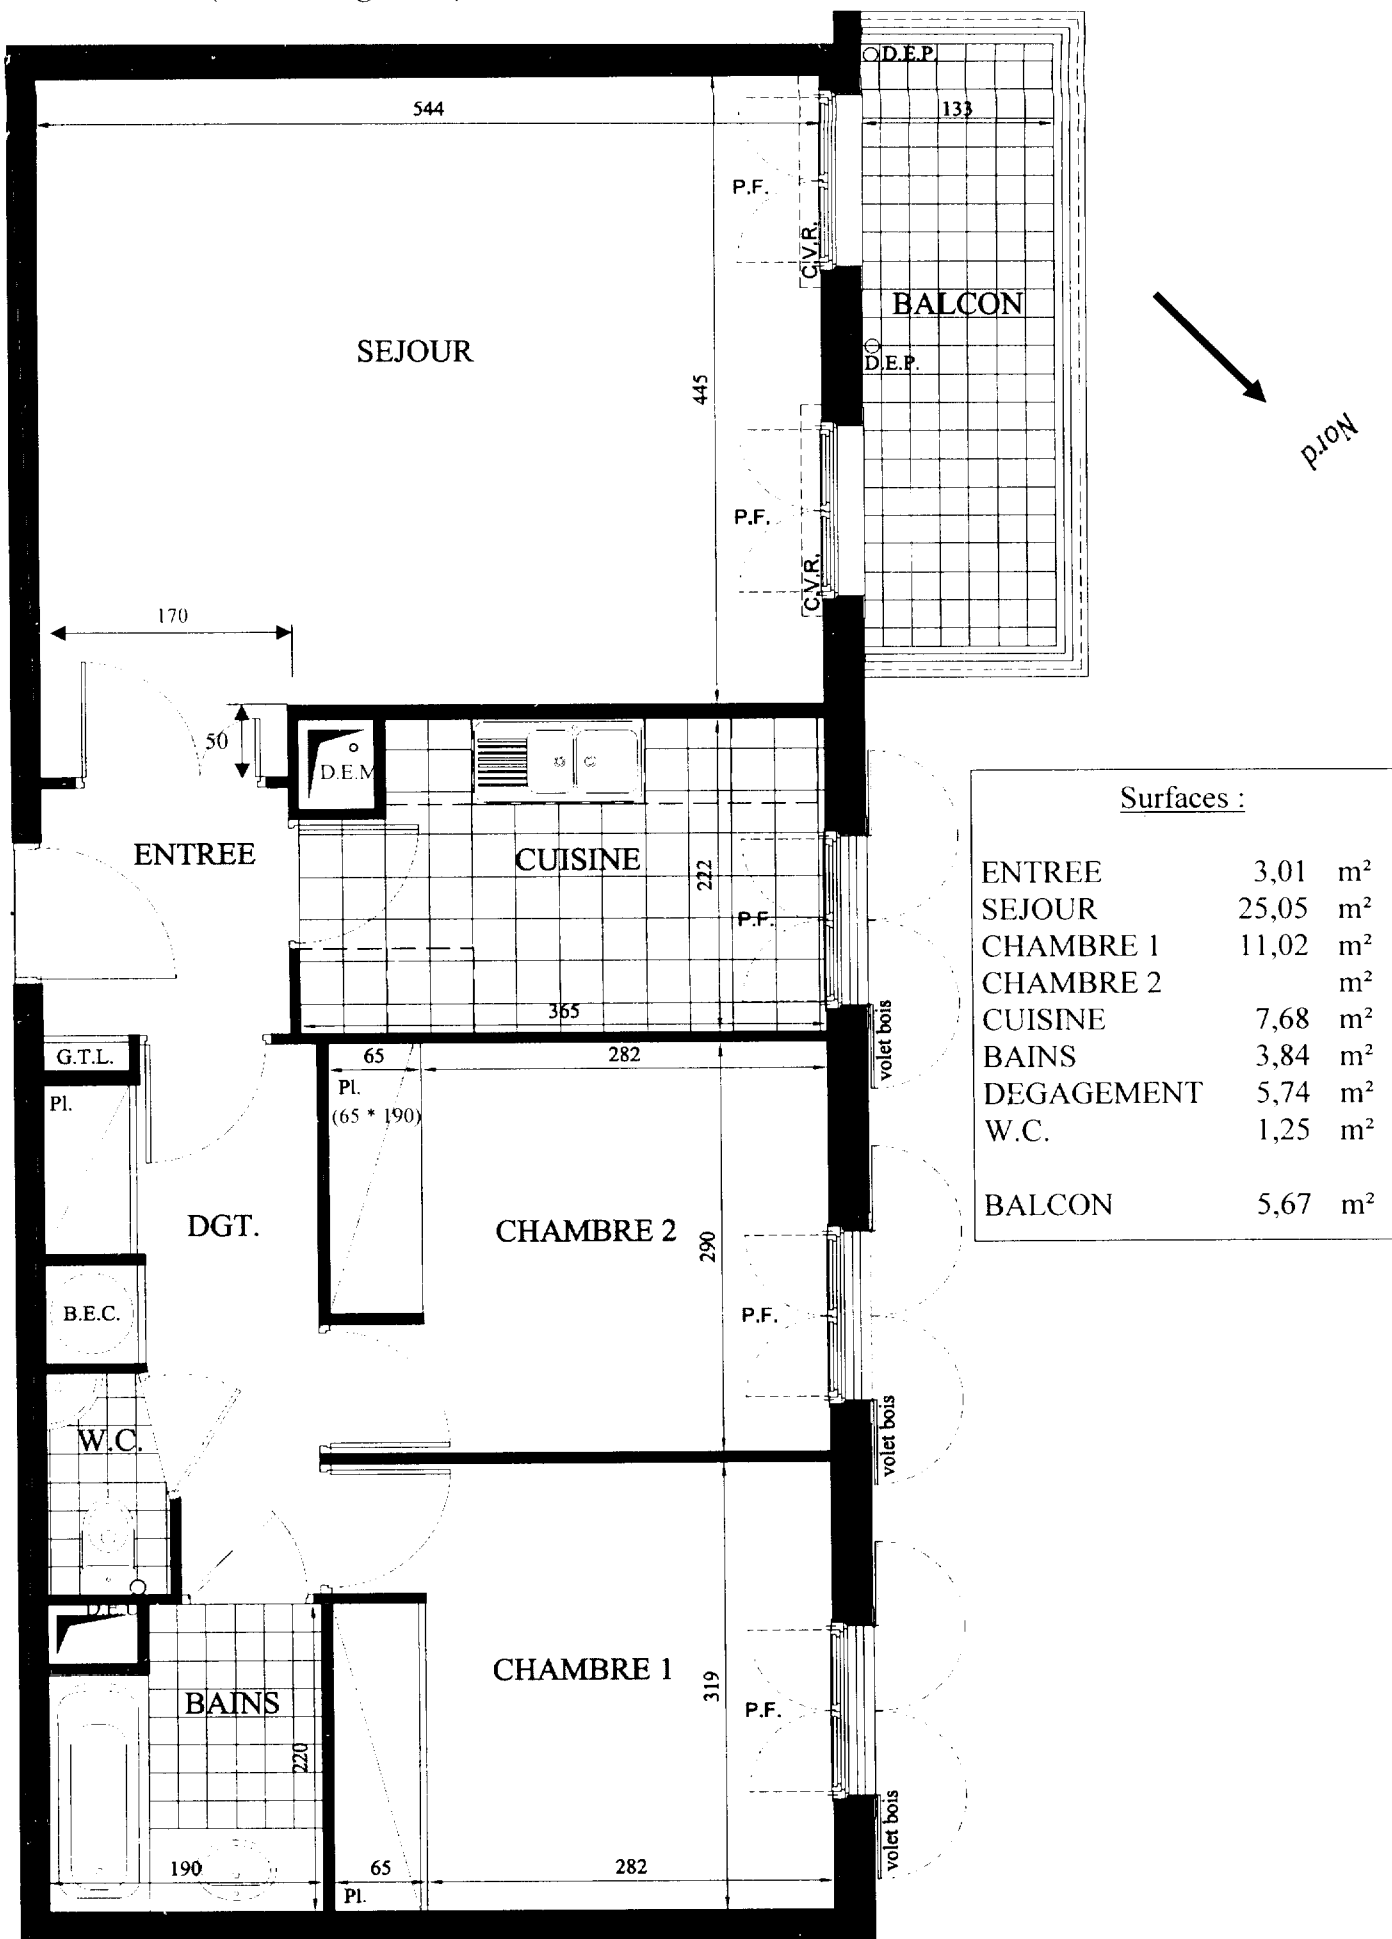 D.E.P.
544
133
P.F.
C.V.R.
BALCON
SEJOUR
D.E.P.
445
Nord
P.F.
C.V.R.
170
50
D.E.M
ENTREE
CUISINE
222
P.F.
365
volet bois
Surfaces :
ENTREE 3,01 m²
SEJOUR 25,05 m²
CHAMBRE 1 11,02 m²
CHAMBRE 2 m²
CUISINE 7,68 m²
BAINS 3,84 m²
DEGAGEMENT 5,74 m²
W.C. 1,25 m²
BALCON 5,67 m²
G.T.L.
65
282
Pl.
(65 * 190)
Pl.
DGT.
CHAMBRE 2
290
B.E.C.
P.F.
volet bois
W.C.
D.E.U
CHAMBRE 1
319
BAINS
P.F.
220
volet bois
190
65
282
Pl.